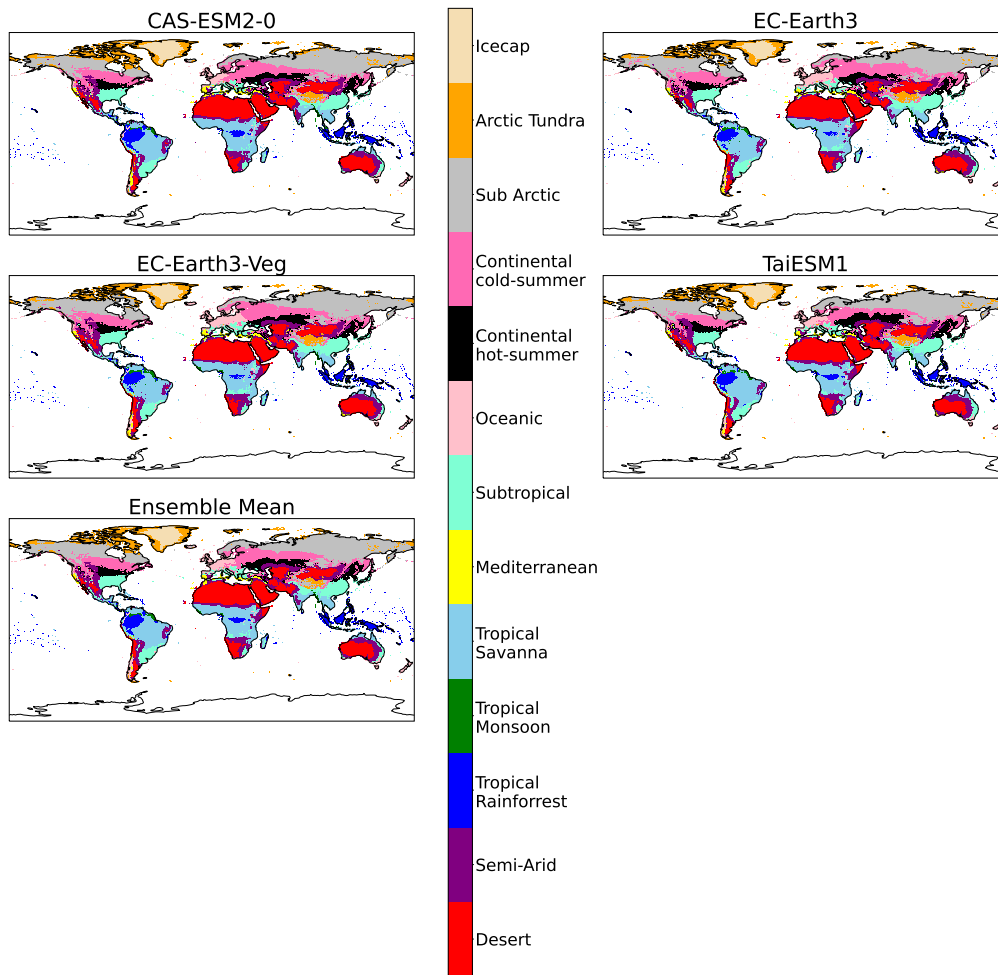 CAS-ESM2-0
EC-Earth3
EC-Earth3-Veg
TaiESM1
Ensemble Mean
Icecap
Arctic Tundra
Sub Arctic
Continental
cold-summer
Continental
hot-summer
Oceanic
Subtropical
Mediterranean
Tropical
Savanna
Tropical
Monsoon
Tropical
Rainforrest
Semi-Arid
Desert